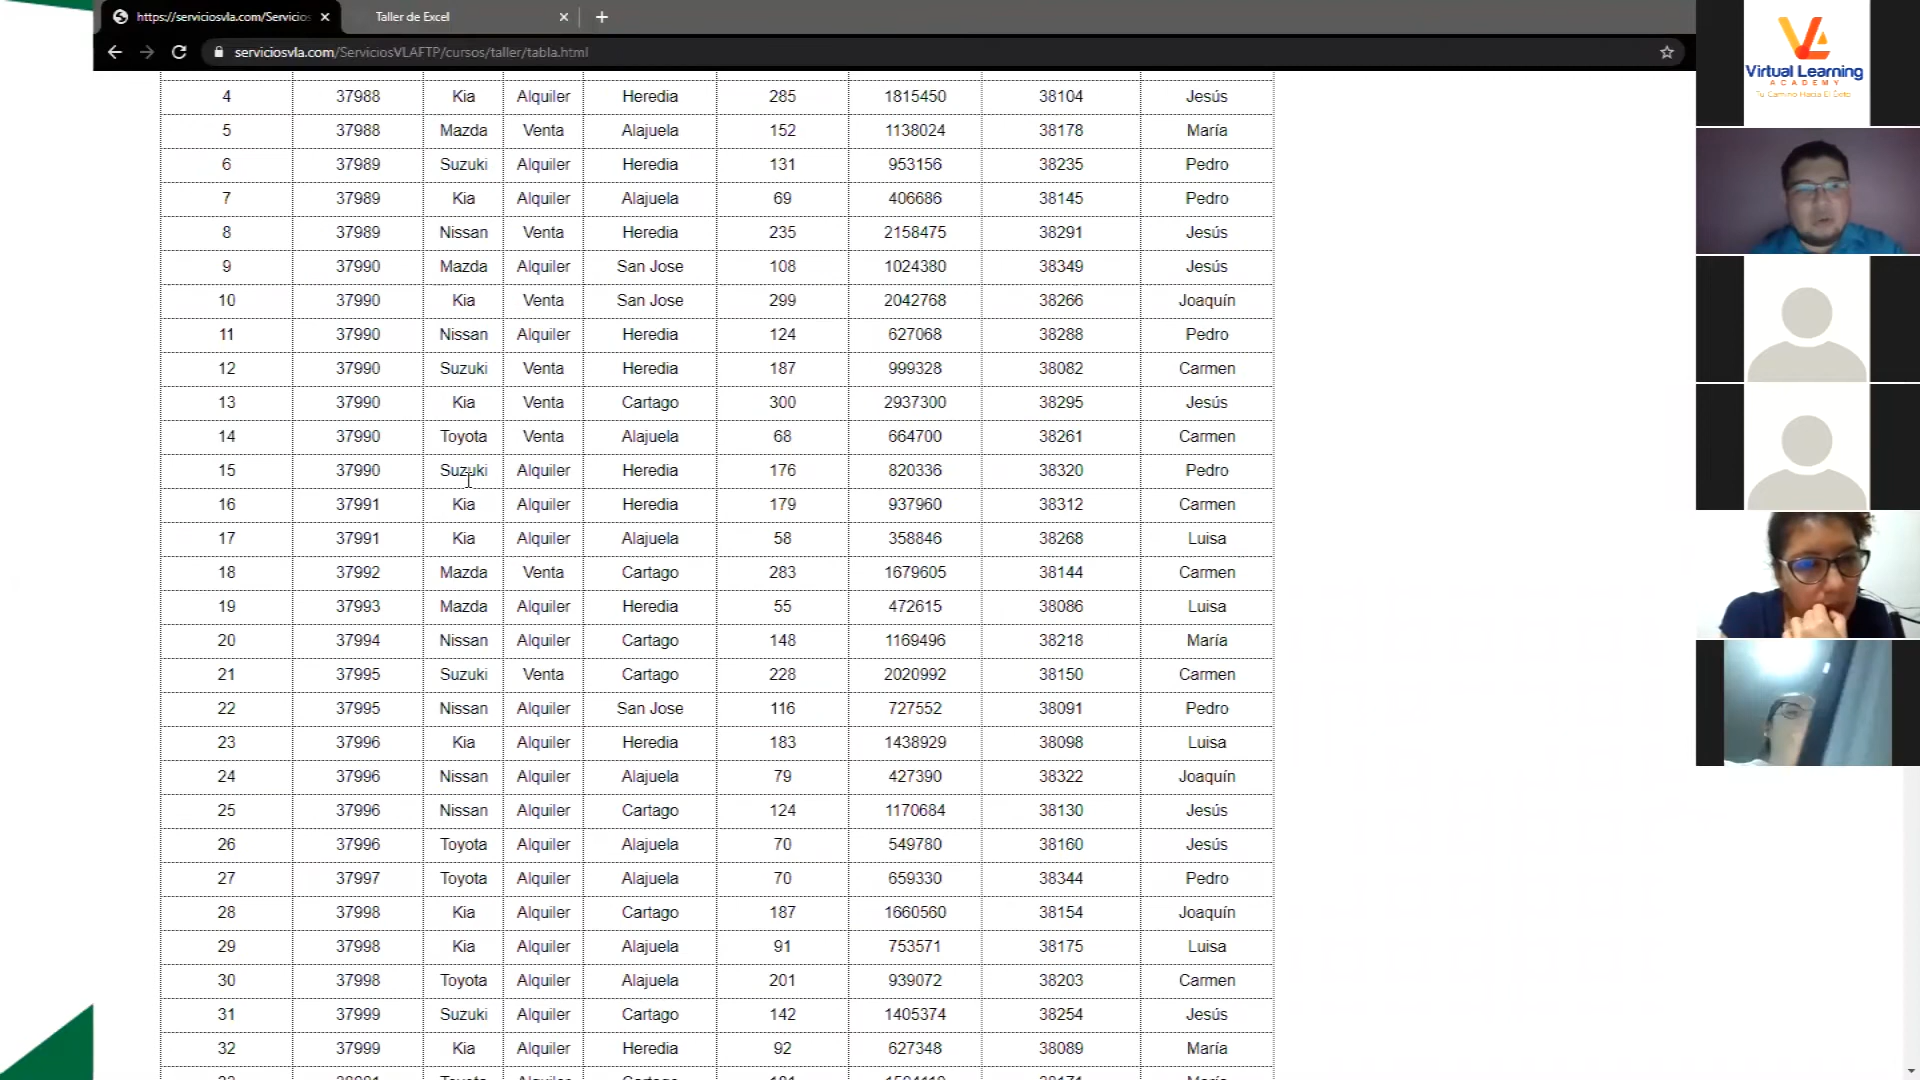 https://serviciosvla.com/Servicios
Taller de Excel
serviciosvla.com/ServiciosVLAFTP/cursos/taller/tabla.html
4 37988 Kia Alquiler Heredia 285 1815450 38104 Jesús
5 37988 Mazda Venta Alajuela 152 1138024 38178 María
6 37989 Suzuki Alquiler Heredia 131 953156 38235 Pedro
7 37989 Kia Alquiler Alajuela 69 406686 38145 Pedro
8 37989 Nissan Venta Heredia 235 2158475 38291 Jesús
9 37990 Mazda Alquiler San Jose 108 1024380 38349 Jesús
10 37990 Kia Venta San Jose 299 2042768 38266 Joaquín
11 37990 Nissan Alquiler Heredia 124 627068 38288 Pedro
12 37990 Suzuki Venta Heredia 187 999328 38082 Carmen
13 37990 Kia Venta Cartago 300 2937300 38295 Jesús
14 37990 Toyota Venta Alajuela 68 664700 38261 Carmen
15 37990 Suzuki Alquiler Heredia 176 820336 38320 Pedro
16 37991 Kia Alquiler Heredia 179 937960 38312 Carmen
17 37991 Kia Alquiler Alajuela 58 358846 38268 Luisa
18 37992 Mazda Venta Cartago 283 1679605 38144 Carmen
19 37993 Mazda Alquiler Heredia 55 472615 38086 Luisa
20 37994 Nissan Alquiler Cartago 148 1169496 38218 María
21 37995 Suzuki Venta Cartago 228 2020992 38150 Carmen
22 37995 Nissan Alquiler San Jose 116 727552 38091 Pedro
23 37996 Kia Alquiler Heredia 183 1438929 38098 Luisa
24 37996 Nissan Alquiler Alajuela 79 427390 38322 Joaquín
25 37996 Nissan Alquiler Cartago 124 1170684 38130 Jesús
26 37996 Toyota Alquiler Alajuela 70 549780 38160 Jesús
27 37997 Toyota Alquiler Alajuela 70 659330 38344 Pedro
28 37998 Kia Alquiler Cartago 187 1660560 38154 Joaquín
29 37998 Kia Alquiler Alajuela 91 753571 38175 Luisa
30 37998 Toyota Alquiler Alajuela 201 939072 38203 Carmen
31 37999 Suzuki Alquiler Cartago 142 1405374 38254 Jesús
32 37999 Kia Alquiler Heredia 92 627348 38089 María
Virtual Learning
ACADEMY
Tu Camino Hacia El Éxito